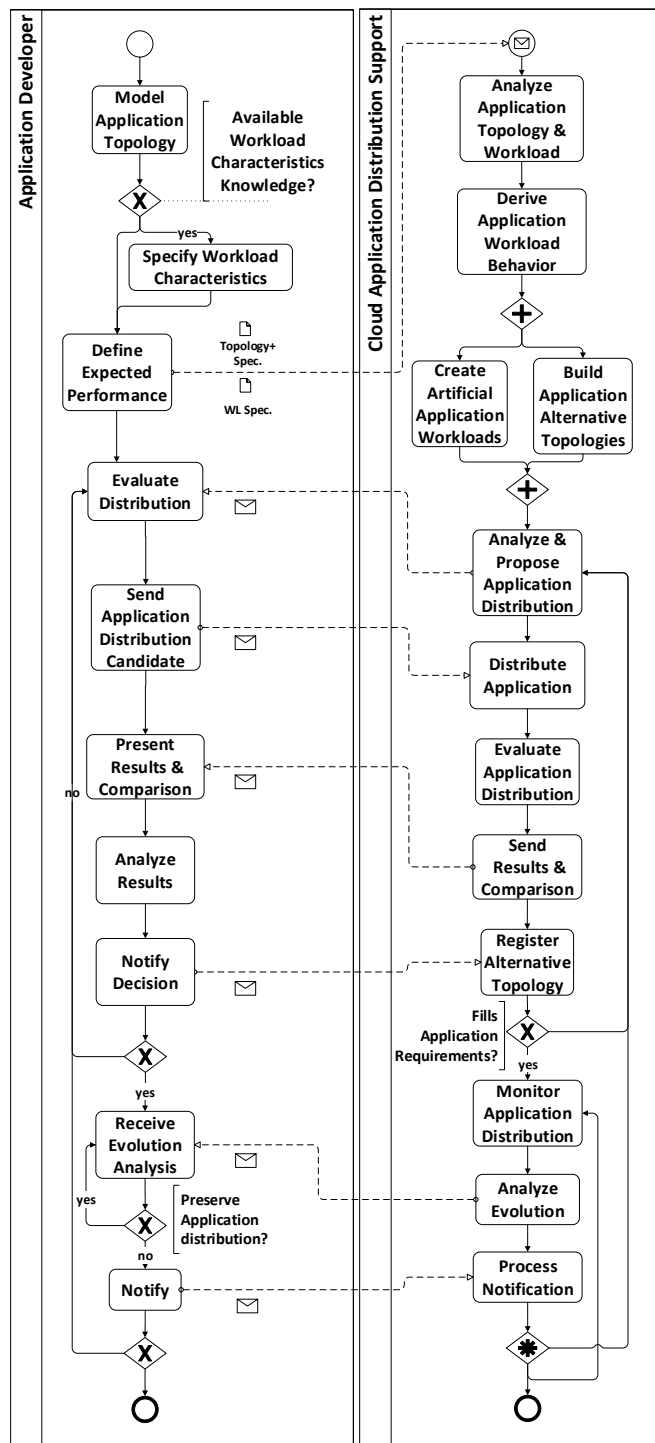 Application Developer
Model
Application
Topology
Available
Workload
Characteristics
Knowledge?
X
yes
Specify Workload
Characteristics
Define
Expected
Performance
Topology+
Spec.
WL Spec.
Evaluate
Distribution
Send
Application
Distribution
Candidate
Present
Results &
Comparison
no
Analyze
Results
Notify
Decision
X
yes
Receive
Evolution
Analysis
yes
X
Preserve
Application
distribution?
no
Notify
X
Cloud Application Distribution Support
Analyze
Application
Topology &
Workload
Derive
Application
Workload
Behavior
Create
Artificial
Application
Workloads
Build
Application
Alternative
Topologies
Analyze &
Propose
Application
Distribution
Distribute
Application
Evaluate
Application
Distribution
Send
Results &
Comparison
Register
Alternative
Topology
Fills
Application
Requirements?
X
yes
Monitor
Application
Distribution
Analyze
Evolution
Process
Notification